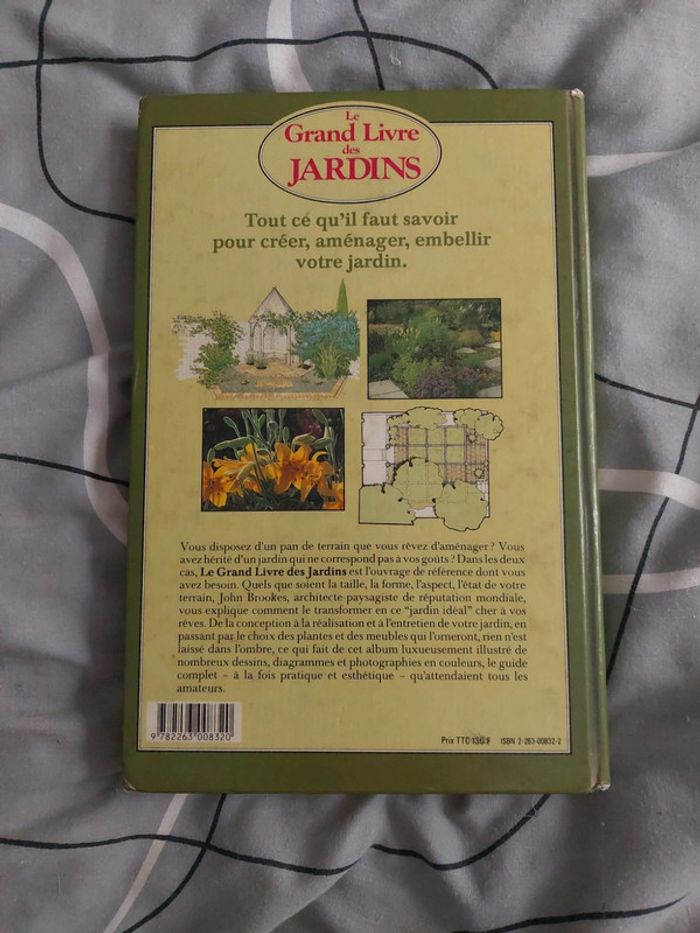 Le
Grand Livre
des
JARDINS
Tout ce qu'il faut savoir
pour créer, aménager, embellir
votre jardin.
Vous disposez d'un pan de terrain que vous rêvez d'aménager ? Vous
avez hérité d'un jardin qui ne correspond pas à vos goûts ? Dans les deux
cas, Le Grand Livre des Jardins est l'ouvrage de référence dont vous
avez besoin. Quels que soient la taille, la forme, l'aspect, l'état de votre
terrain, John Brookes, architecte-paysagiste de réputation mondiale,
vous explique comment le transformer en ce "jardin idéal" cher à vos
rêves. De la conception à la réalisation et à l'entretien de votre jardin, en
passant par le choix des plantes et des meubles qui l'orneront, rien n'est
laissé dans l'ombre, ce qui fait de cet album luxueusement illustré de
nombreux dessins, diagrammes et photographies en couleurs, le guide
complet – à la fois pratique et esthétique – qu'attendaient tous les
amateurs.
9 782263 008320
Prix TTC F ISBN 2-263-00832-2